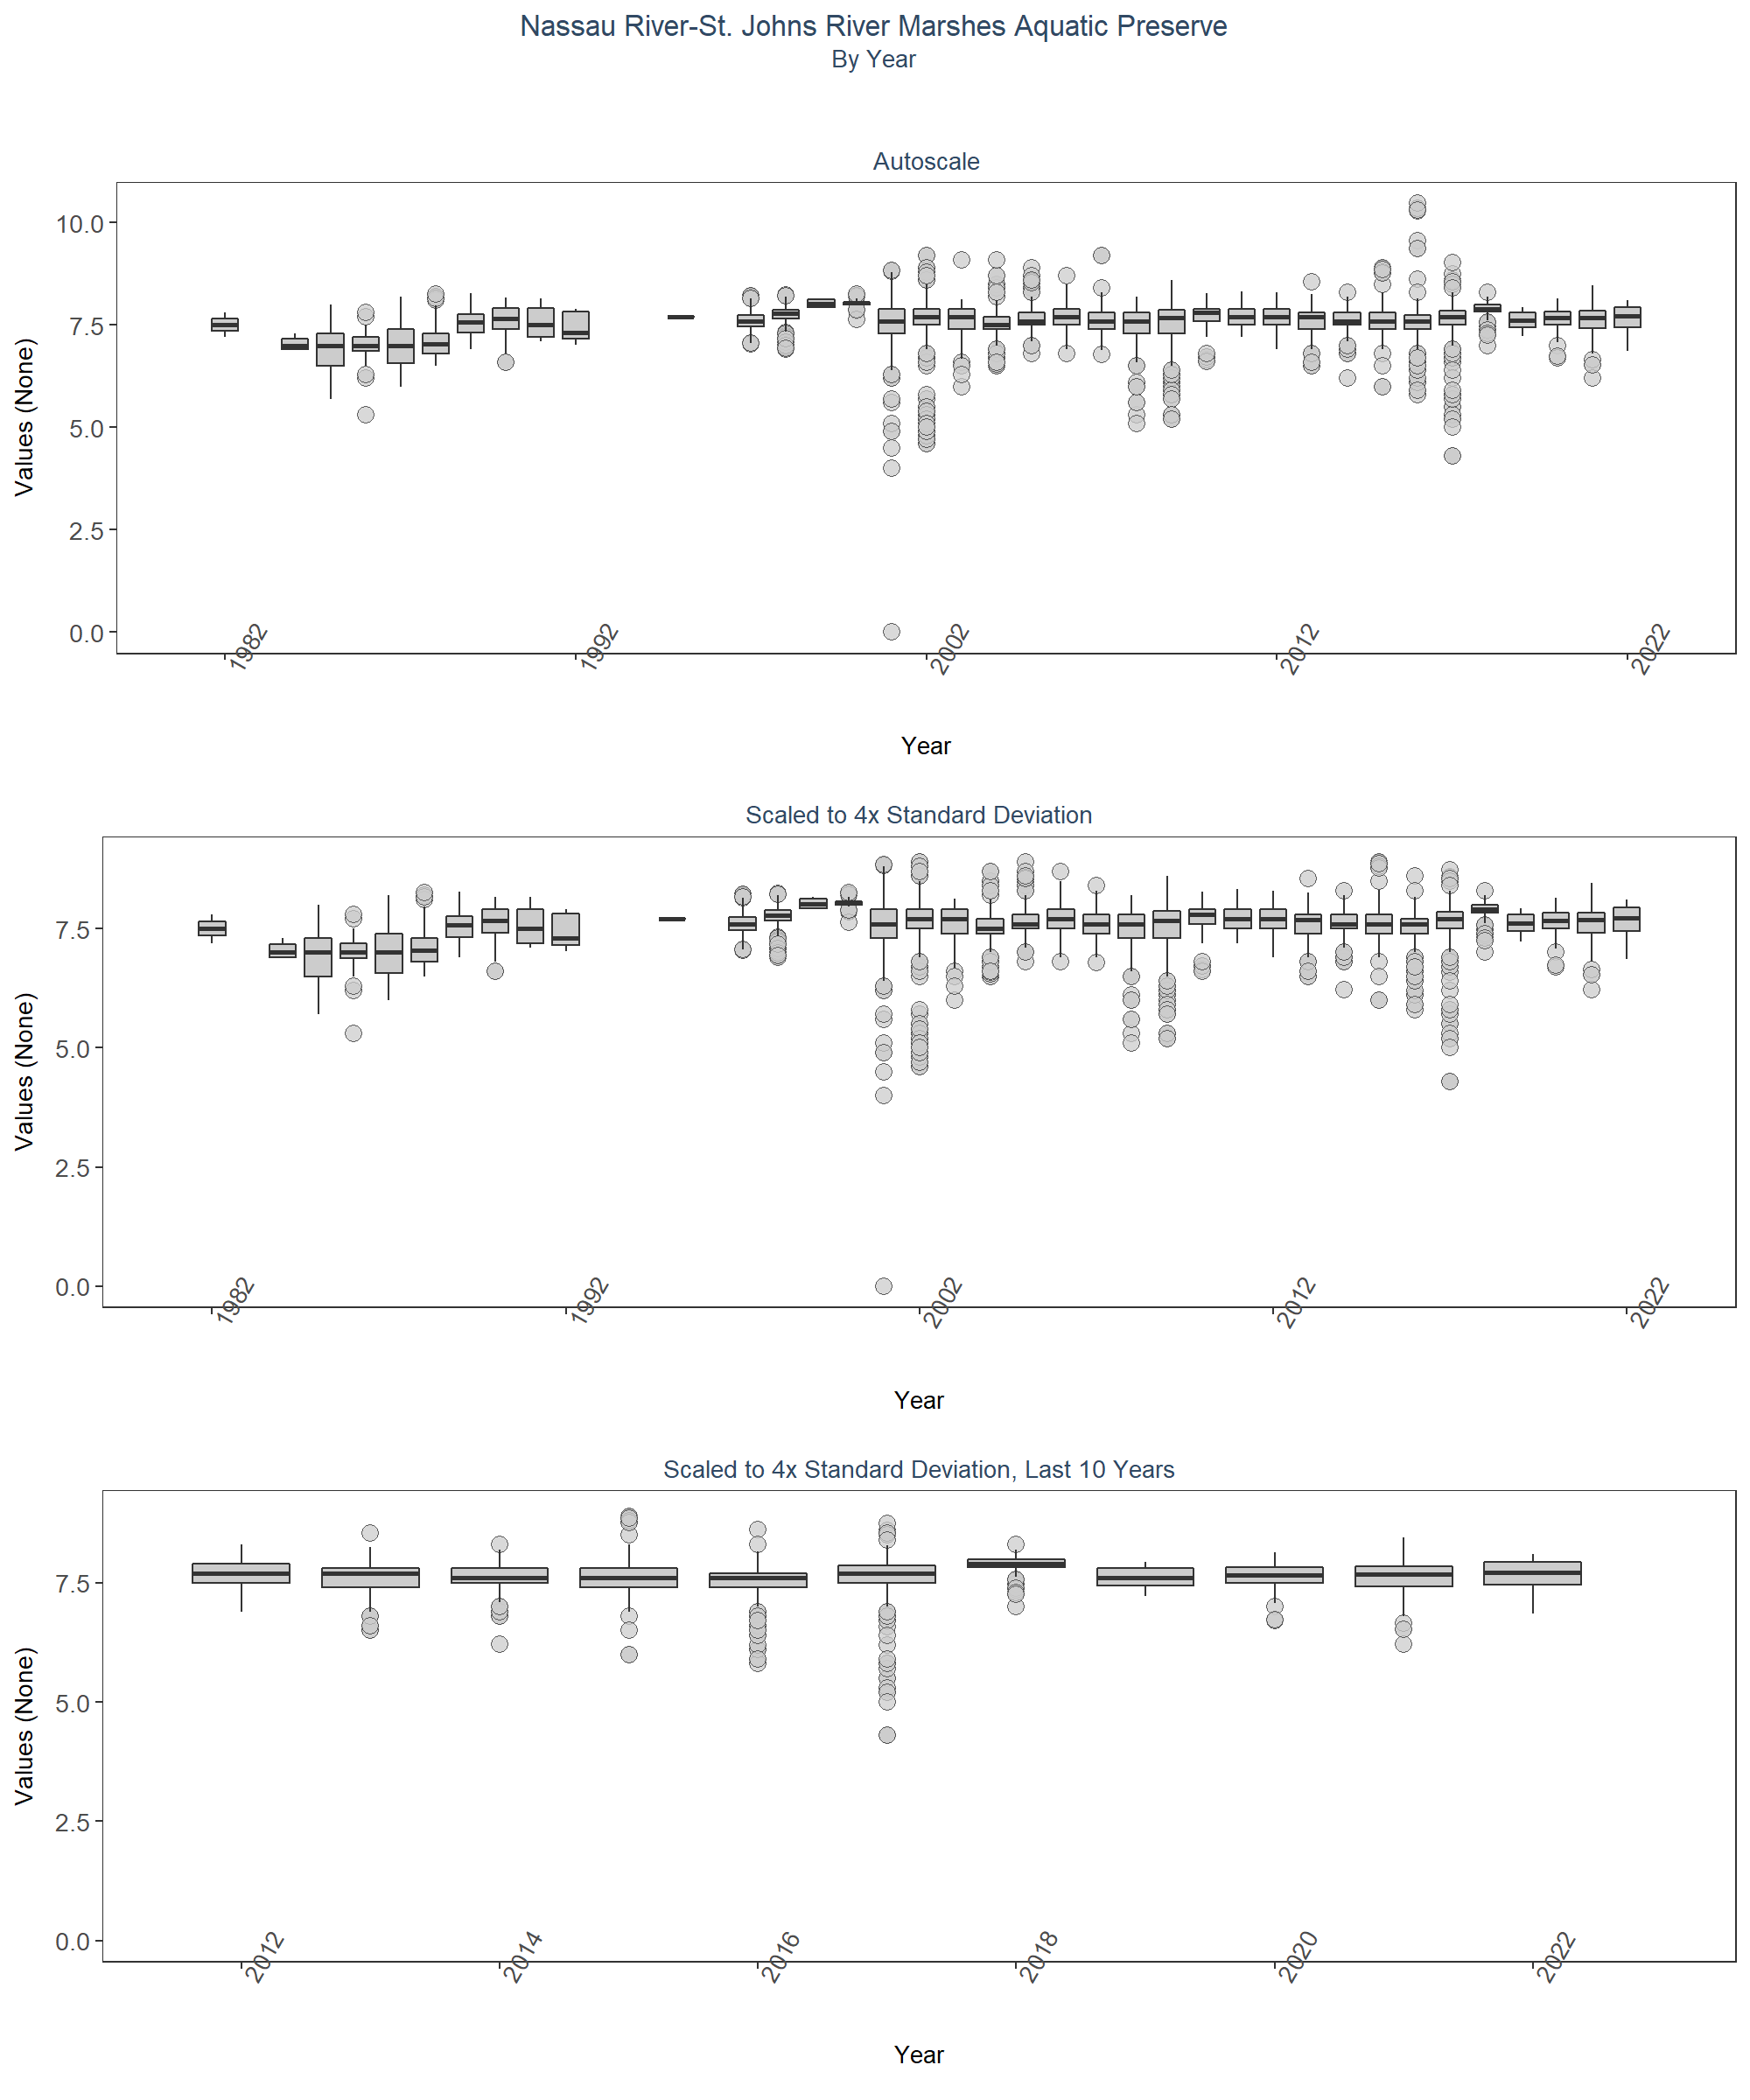 Nassau River-St. Johns River Marshes Aquatic Preserve
By Year
Autoscale
Values (None)
10.0
7.5
5.0
2.5
0.0
1982
1992
2002
2012
2022
Year
Scaled to 4x Standard Deviation
Values (None)
7.5
5.0
2.5
0.0
1982
1992
2002
2012
2022
Year
Scaled to 4x Standard Deviation, Last 10 Years
Values (None)
7.5
5.0
2.5
0.0
2012
2014
2016
2018
2020
2022
Year